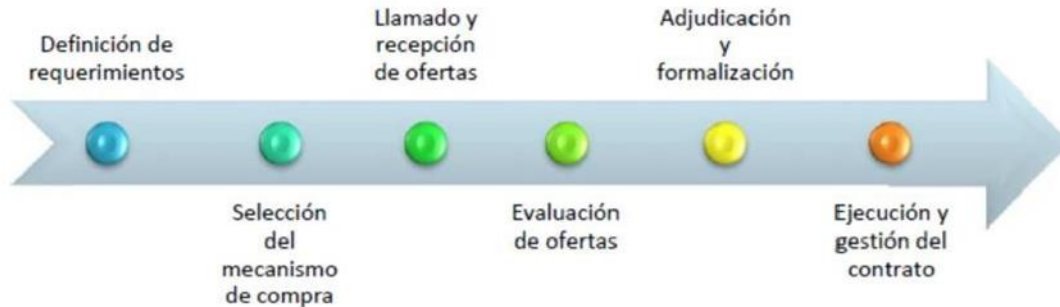 Definición de
requerimientos
Selección
del
mecanismo
de compra
Llamado y
recepción
de ofertas
Evaluación
de ofertas
Adjudicación
y
formalización
Ejecución y
gestión del
contrato